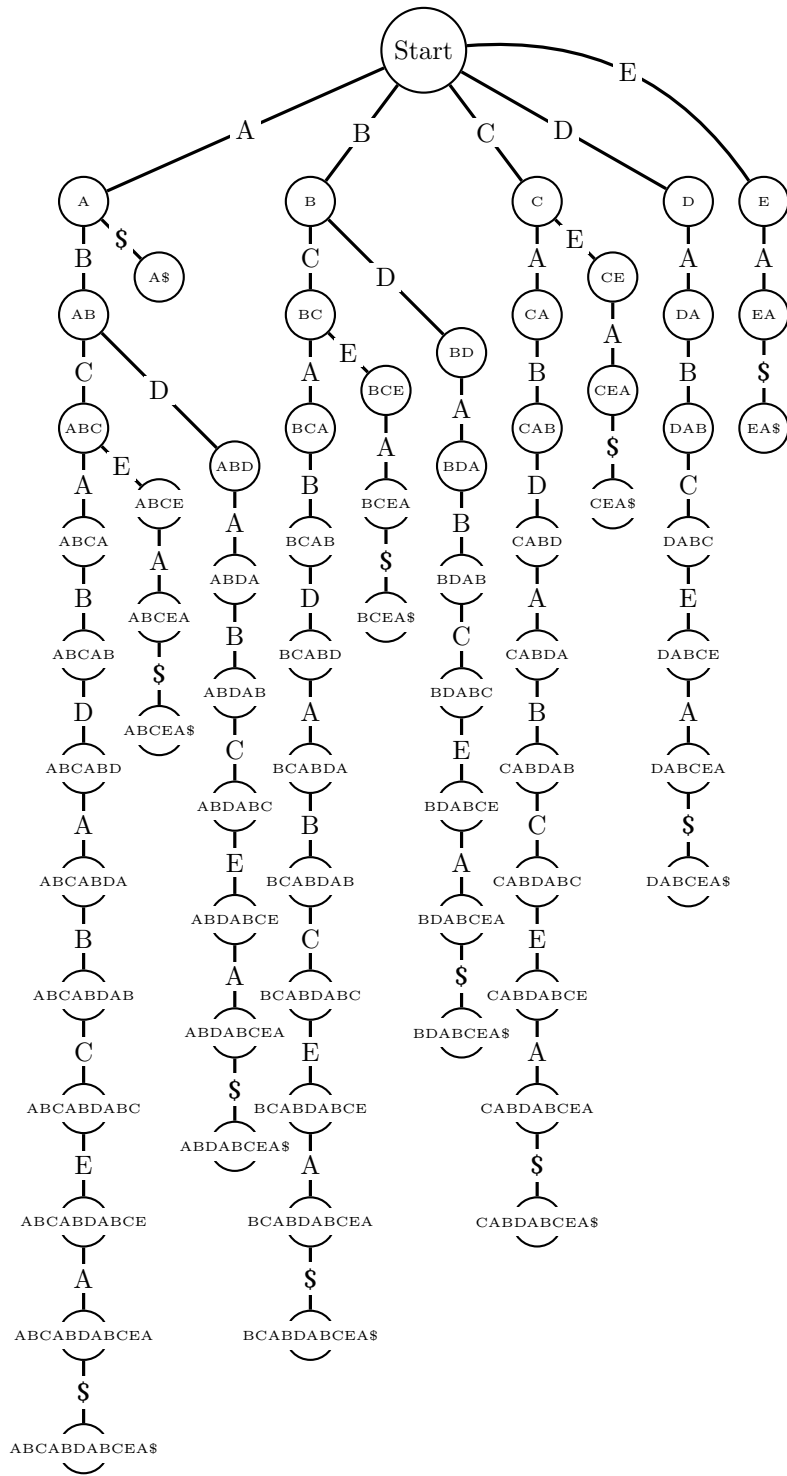 Start
E
A B C D
A B C D E
$
B C D E A A A
A$
CE
AB BC CA DA EA
BD
C D A E B A B $
BCE CEA
ABC BCA CAB DAB EA$
ABD
A E B A A D $ C
ABCE BCEA CEA$
BDA
ABCA BCAB CABD DABC
B A A D $ B A E
ABDA BDAB
ABCEA BCEA$
ABCAB BCABD CABDA DABCE
D $ B A C B A
ABDAB BDABC
ABCEA$
ABCABD BCABDA CABDAB DABCEA
A C B E C $
ABDABC BDABCE
ABCABDA BCABDAB CABDABC DABCEA$
B E C A E
ABDABCE BDABCEA
ABCABDAB BCABDABC CABDABCE
C A E $ A
ABDABCEA BDABCEA$
ABCABDABC BCABDABCE CABDABCEA
E $ A $
ABDABCEA$
ABCABDABCE BCABDABCEA CABDABCEA$
A $
ABCABDABCEA BCABDABCEA$
$
ABCABDABCEA$